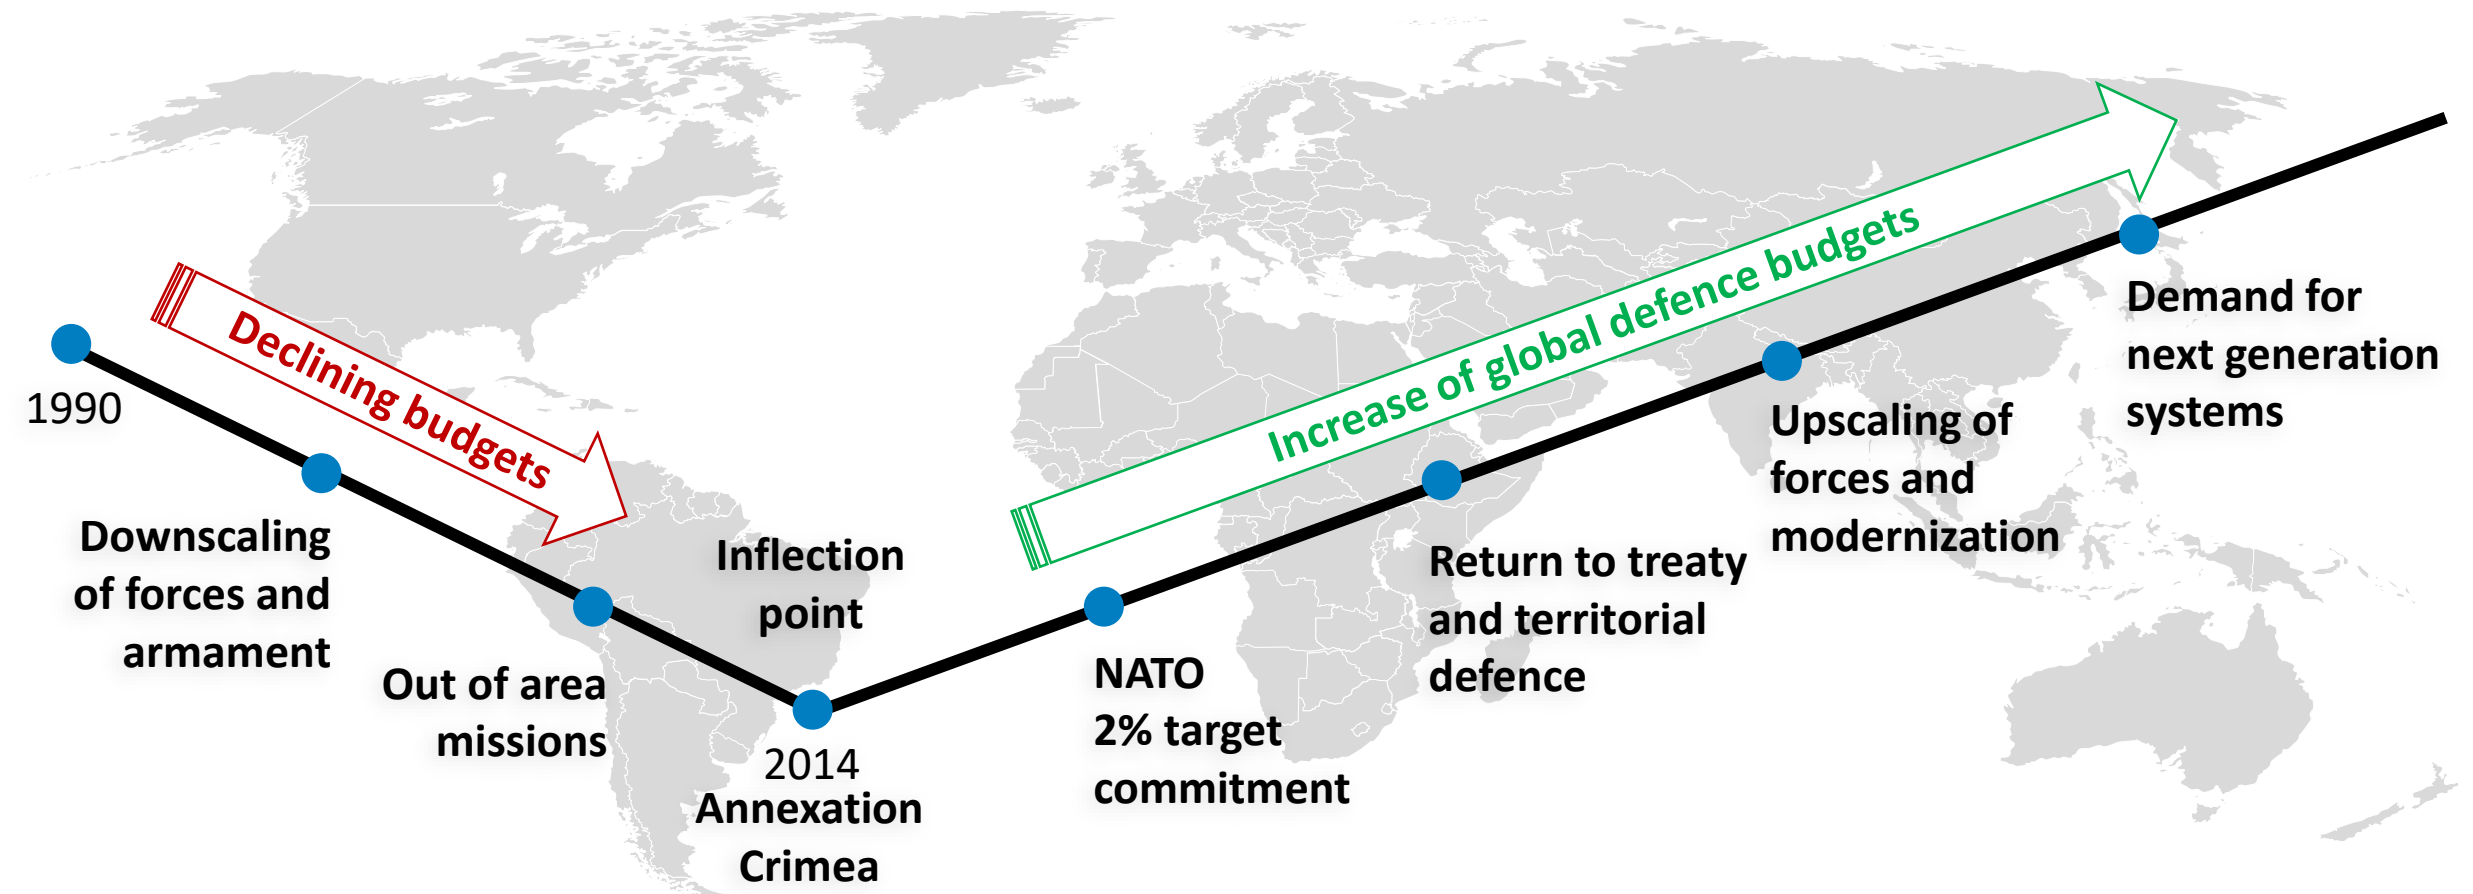 1990
Declining budgets
Downscaling
of forces and
armament
Out of area
missions
Inflection
point
2014
Annexation
Crimea
Increase of global defence budgets
NATO
2% target
commitment
Return to treaty
and territorial
defence
Upscaling of
forces and
modernization
Demand for
next generation
systems